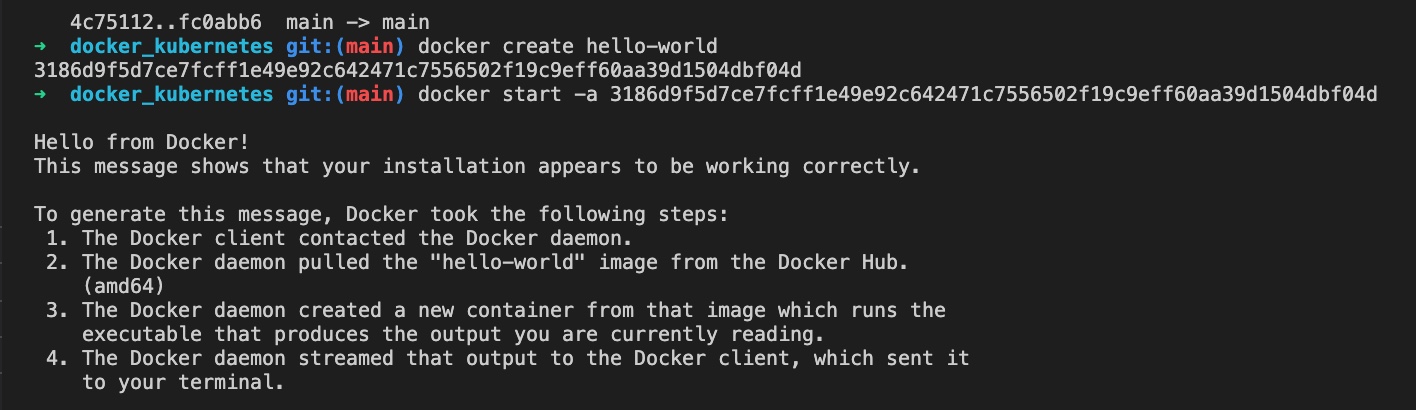 4c75112..fc0abb6  main -> main
→  docker_kubernetes git:(main) docker create hello-world
3186d9f5d7ce7fcff1e49e92c642471c7556502f19c9eff60aa39d1504dbf04d
→  docker_kubernetes git:(main) docker start -a 3186d9f5d7ce7fcff1e49e92c642471c7556502f19c9eff60aa39d1504dbf04d
Hello from Docker!
This message shows that your installation appears to be working correctly.
To generate this message, Docker took the following steps:
1. The Docker client contacted the Docker daemon.
2. The Docker daemon pulled the "hello-world" image from the Docker Hub.
(amd64)
3. The Docker daemon created a new container from that image which runs the
executable that produces the output you are currently reading.
4. The Docker daemon streamed that output to the Docker client, which sent it
to your terminal.